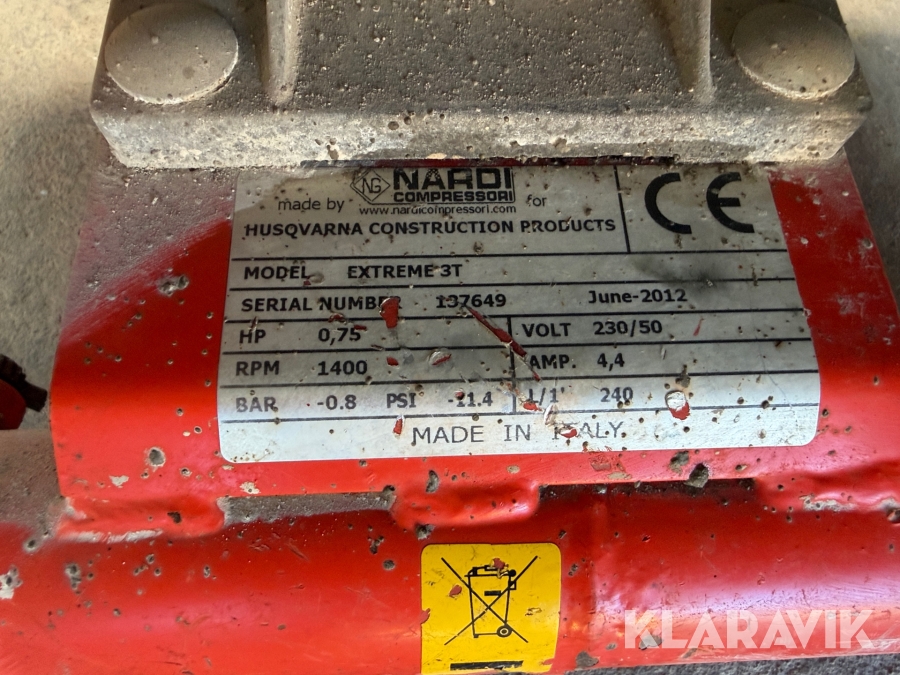 NG NARDI
COMPRESSORI
made by www.nardicompressori.com for
HUSQVARNA CONSTRUCTION PRODUCTS
CE
MODEL EXTREME 3T
SERIAL NUMBER 137649 June-2012
HP 0,75 VOLT 230/50
RPM 1400 AMP. 4,4
BAR -0.8 PSI -11.4 1/1' 240
MADE IN ITALY
KLARAVIK